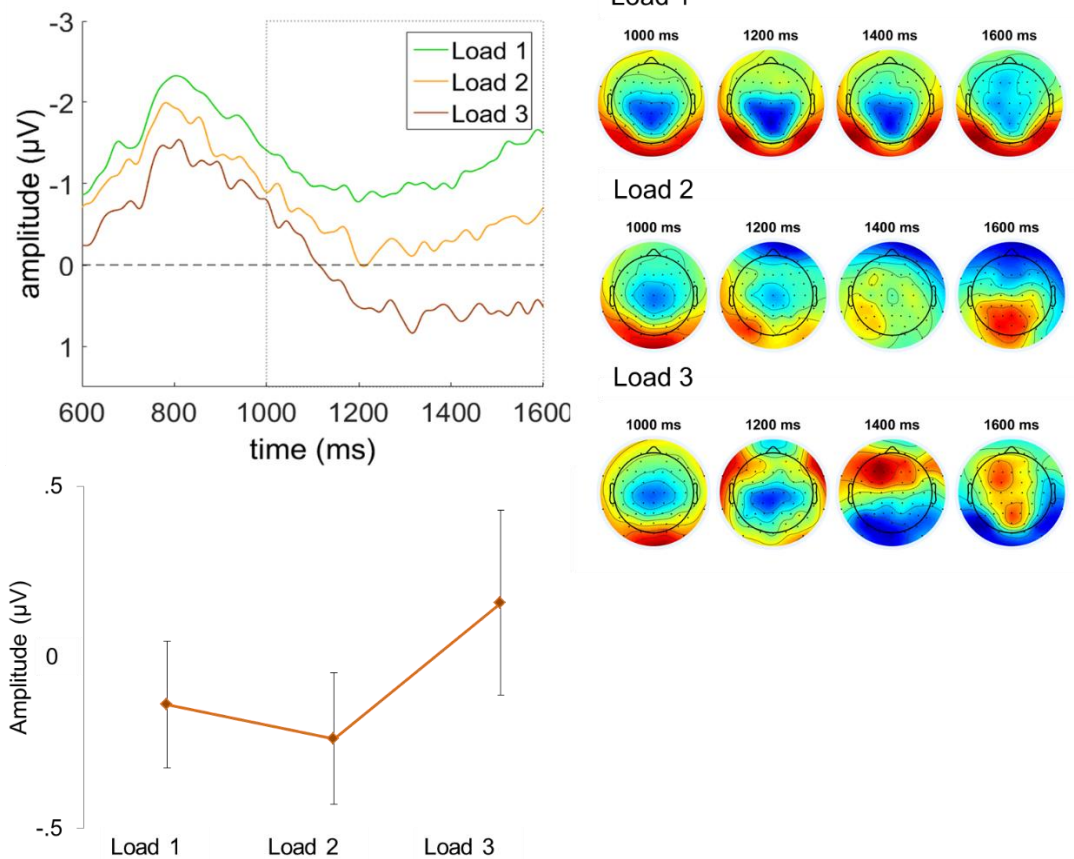 -3
-2
-1
0
1
amplitude (μV)
600
800
1000
1200
1400
1600
time (ms)
Load 1
Load 2
Load 3
1000 ms
1200 ms
1400 ms
1600 ms
Load 2
1000 ms
1200 ms
1400 ms
1600 ms
Load 3
1000 ms
1200 ms
1400 ms
1600 ms
.5
0
-.5
Amplitude (μV)
Load 1
Load 2
Load 3